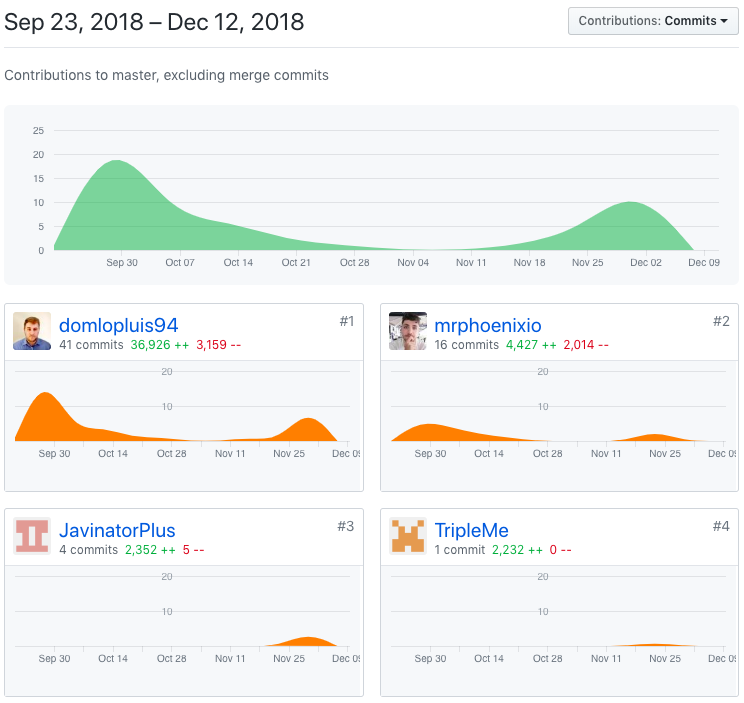 Sep 23, 2018 – Dec 12, 2018
Contributions: Commits
Contributions to master, excluding merge commits
25
20
15
10
5
0
Sep 30 Oct 07 Oct 14 Oct 21 Oct 28 Nov 04 Nov 11 Nov 18 Nov 25 Dec 02 Dec 09
domlopluis94 #1
41 commits 36,926 ++ 3,159 --
20
10
Sep 30 Oct 14 Oct 28 Nov 11 Nov 25 Dec 09
mrphoenixio #2
16 commits 4,427 ++ 2,014 --
20
10
Sep 30 Oct 14 Oct 28 Nov 11 Nov 25 Dec 09
JavinatorPlus #3
4 commits 2,352 ++ 5 --
20
10
Sep 30 Oct 14 Oct 28 Nov 11 Nov 25 Dec 09
TripleMe #4
1 commit 2,232 ++ 0 --
20
10
Sep 30 Oct 14 Oct 28 Nov 11 Nov 25 Dec 09